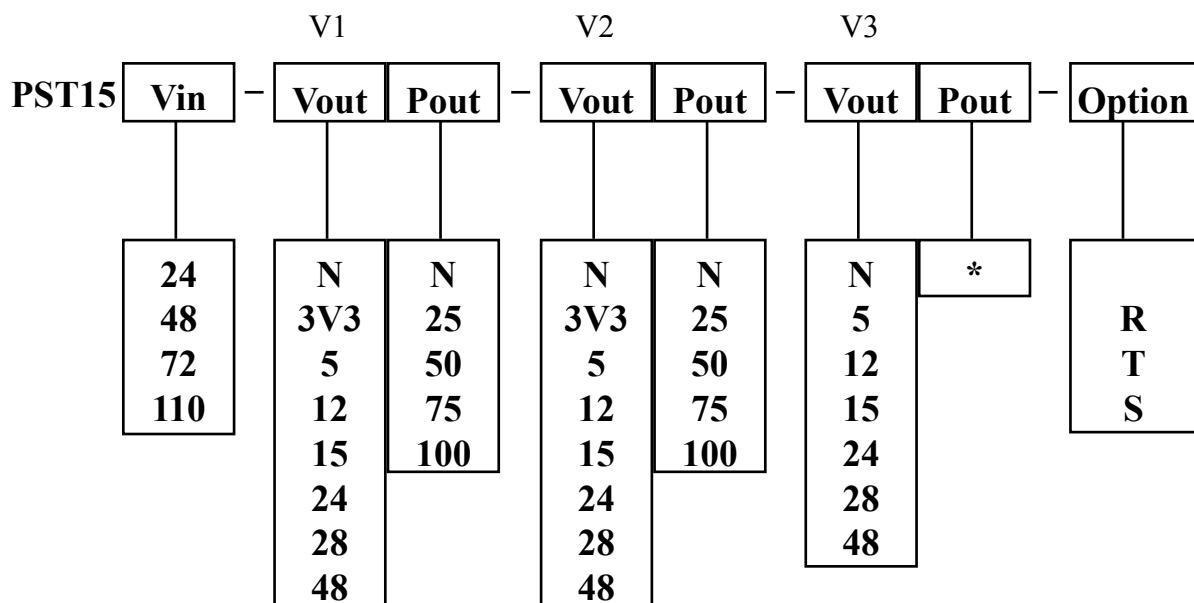 V1 V2 V3
PST15 Vin – Vout Pout – Vout Pout – Vout Pout – Option
24 N N N N N *
48 3V3 25 3V3 25 5 R
72 5 50 5 50 12 T
110 12 75 12 75 15 S
15 100 15 100 24
24 24 28
28 28 48
48 48